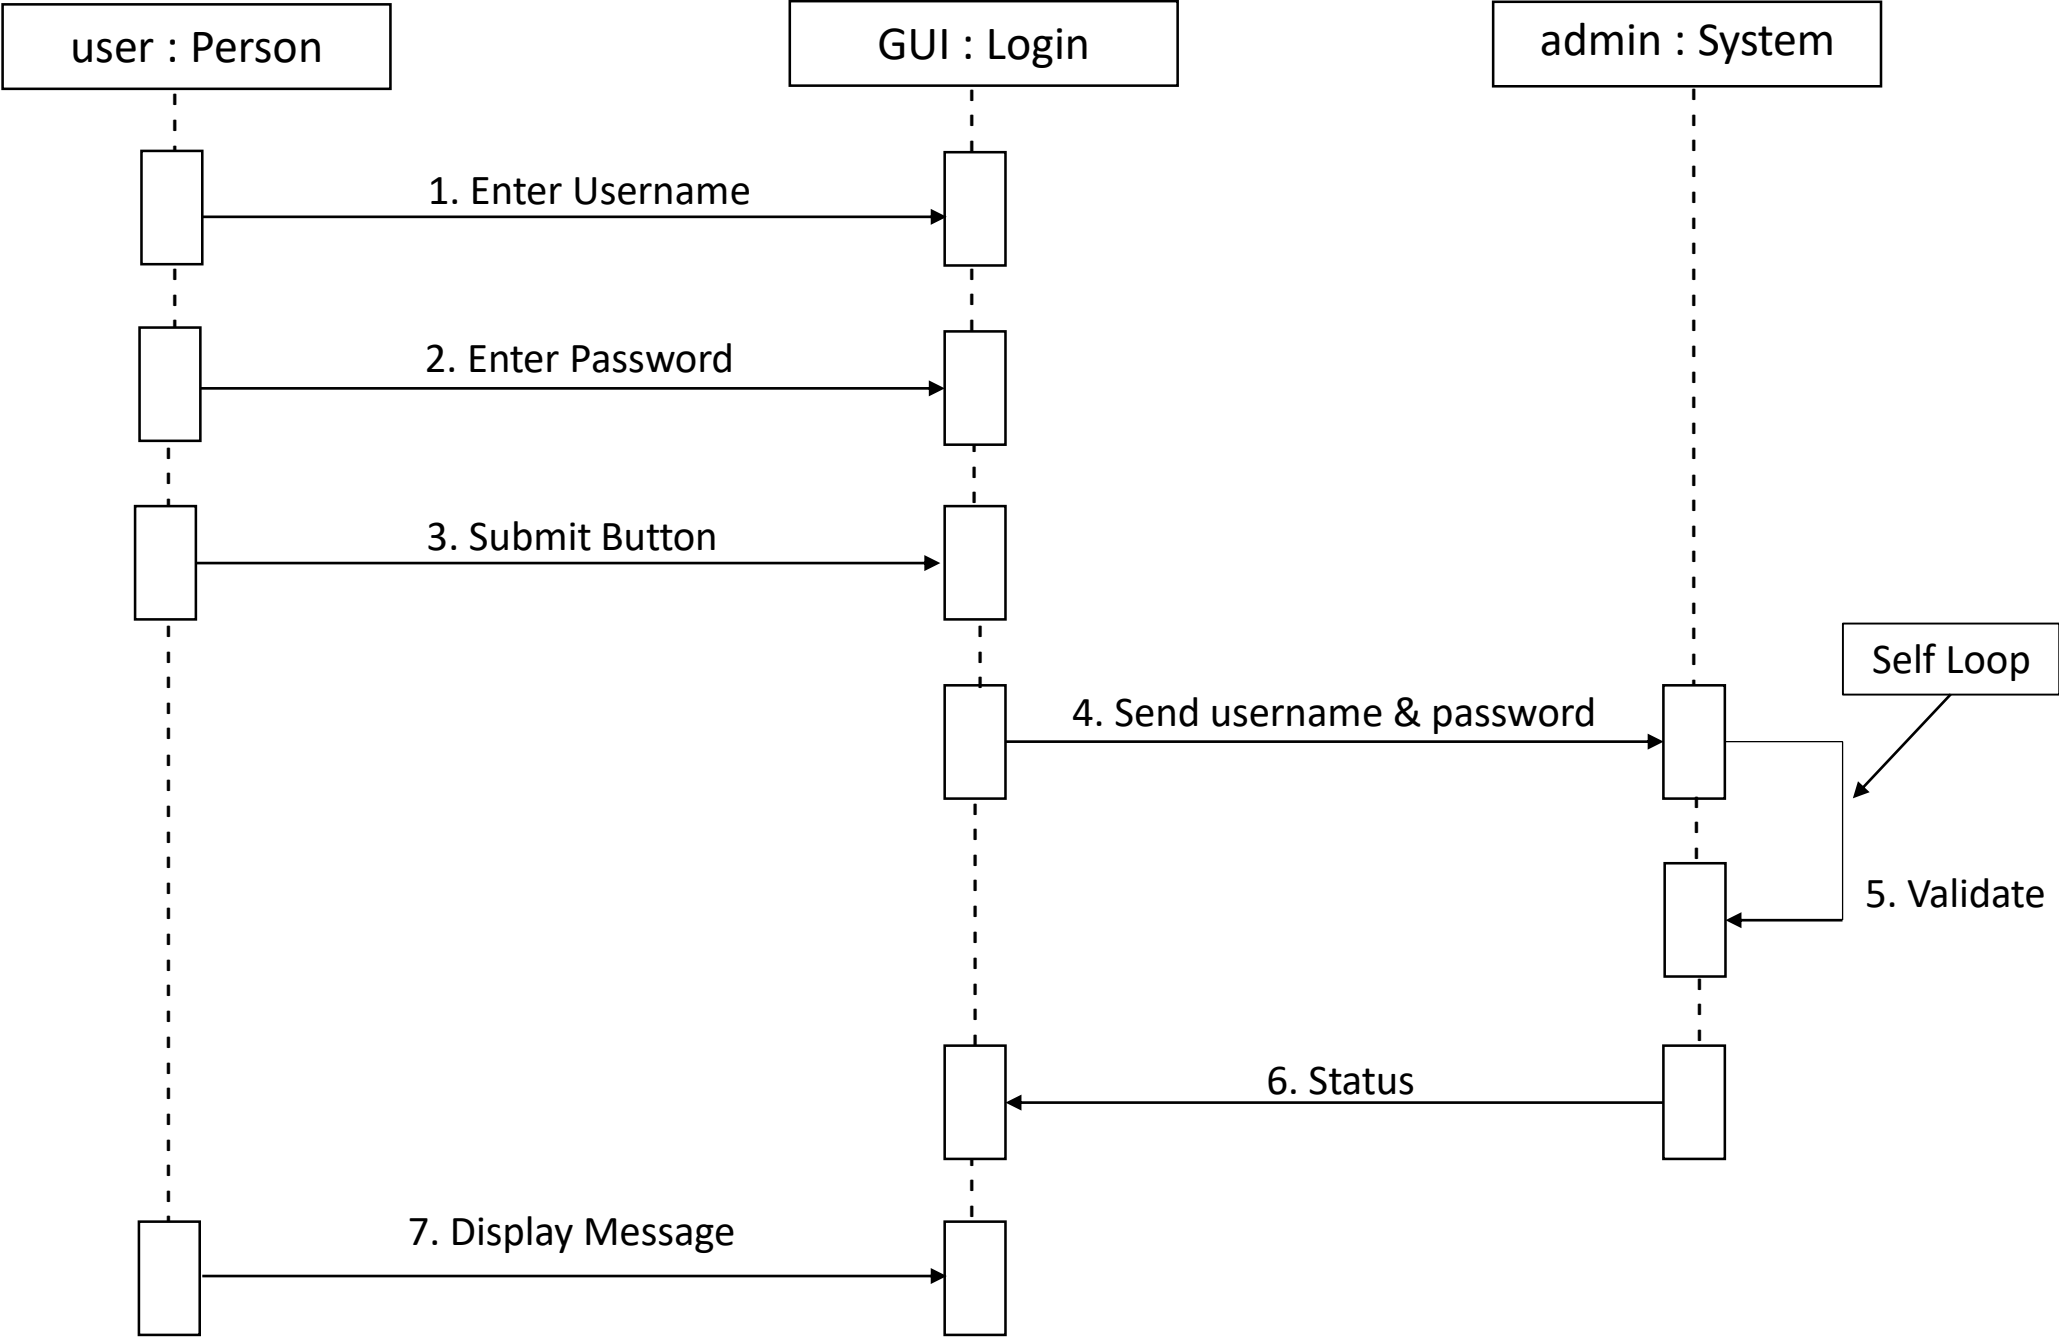 user : Person
GUI : Login
admin : System
1. Enter Username
2. Enter Password
3. Submit Button
Self Loop
4. Send username & password
5. Validate
6. Status
7. Display Message